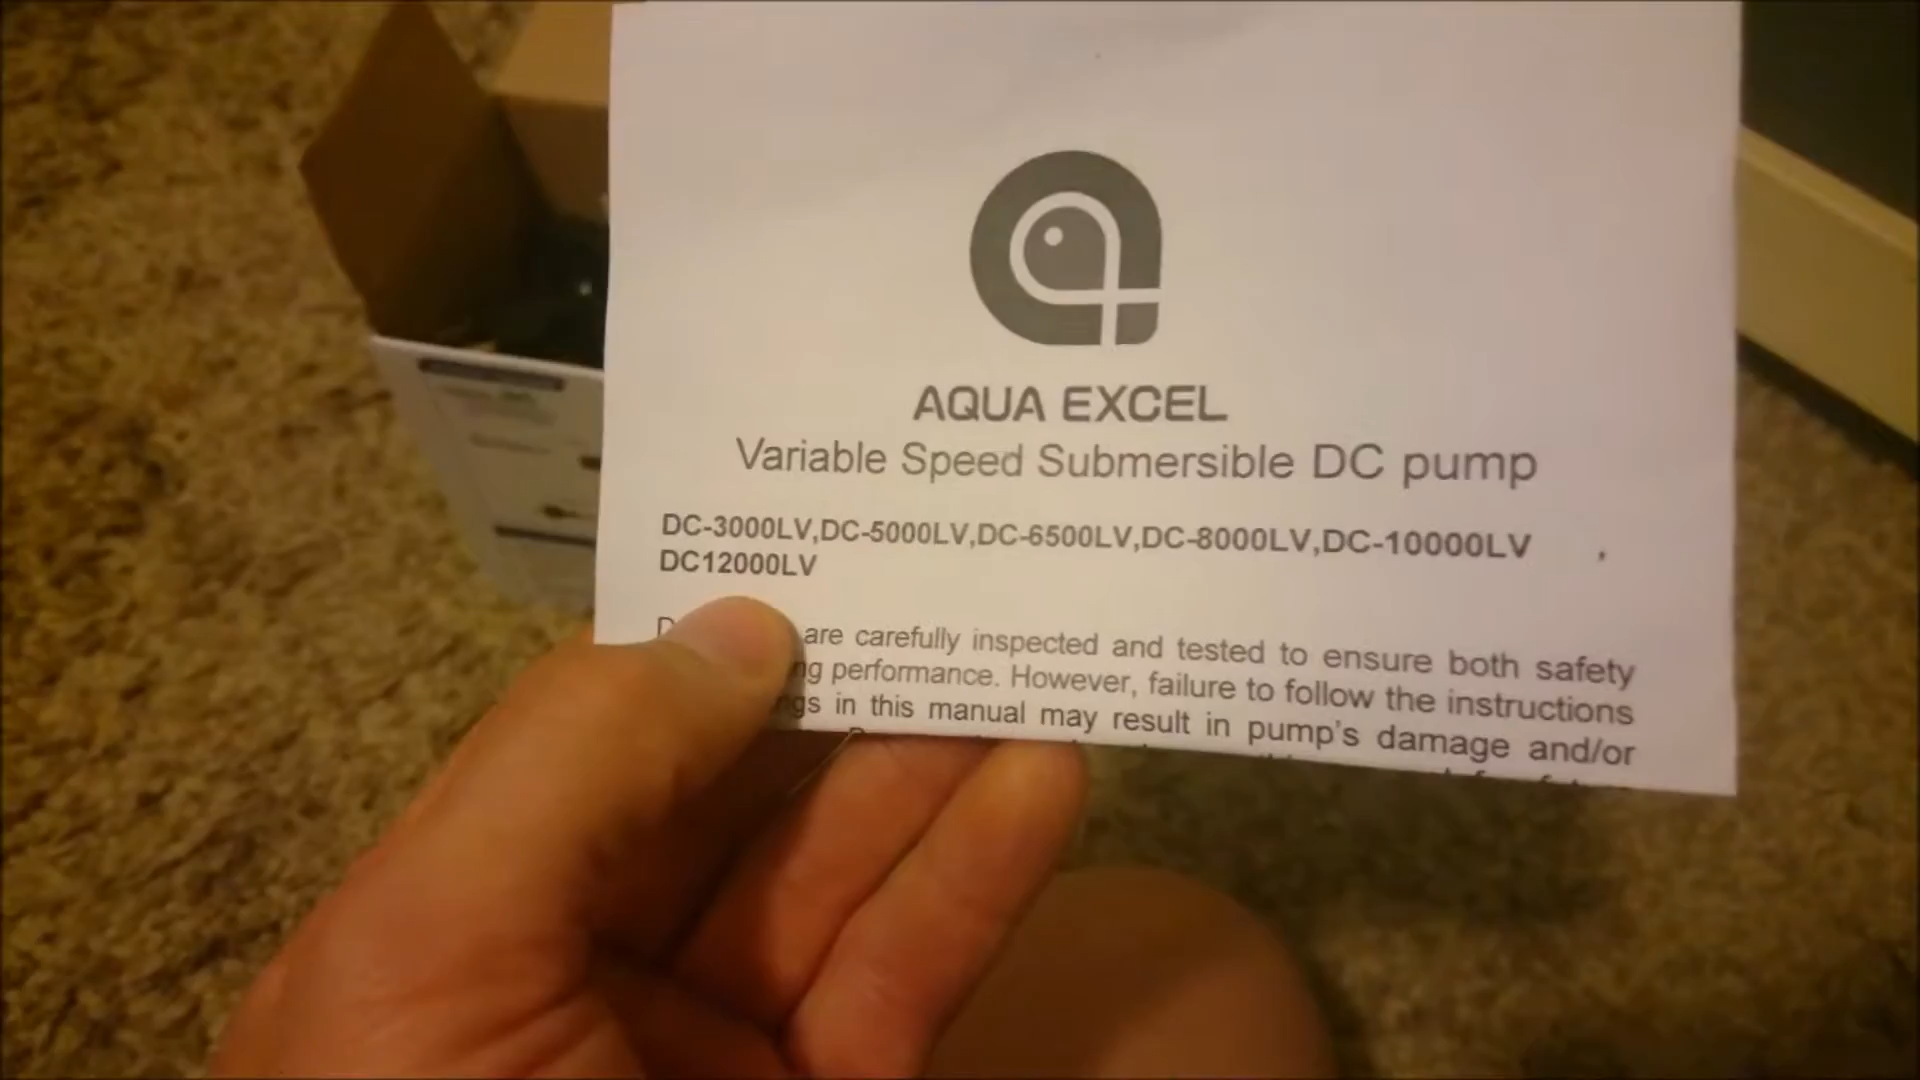 AQUA EXCEL
Variable Speed Submersible DC pump
DC-3000LV,DC-5000LV,DC-6500LV,DC-8000LV,DC-10000LV ,
DC12000LV
are carefully inspected and tested to ensure both safety
performance. However, failure to follow the instructions
in this manual may result in pump's damage and/or